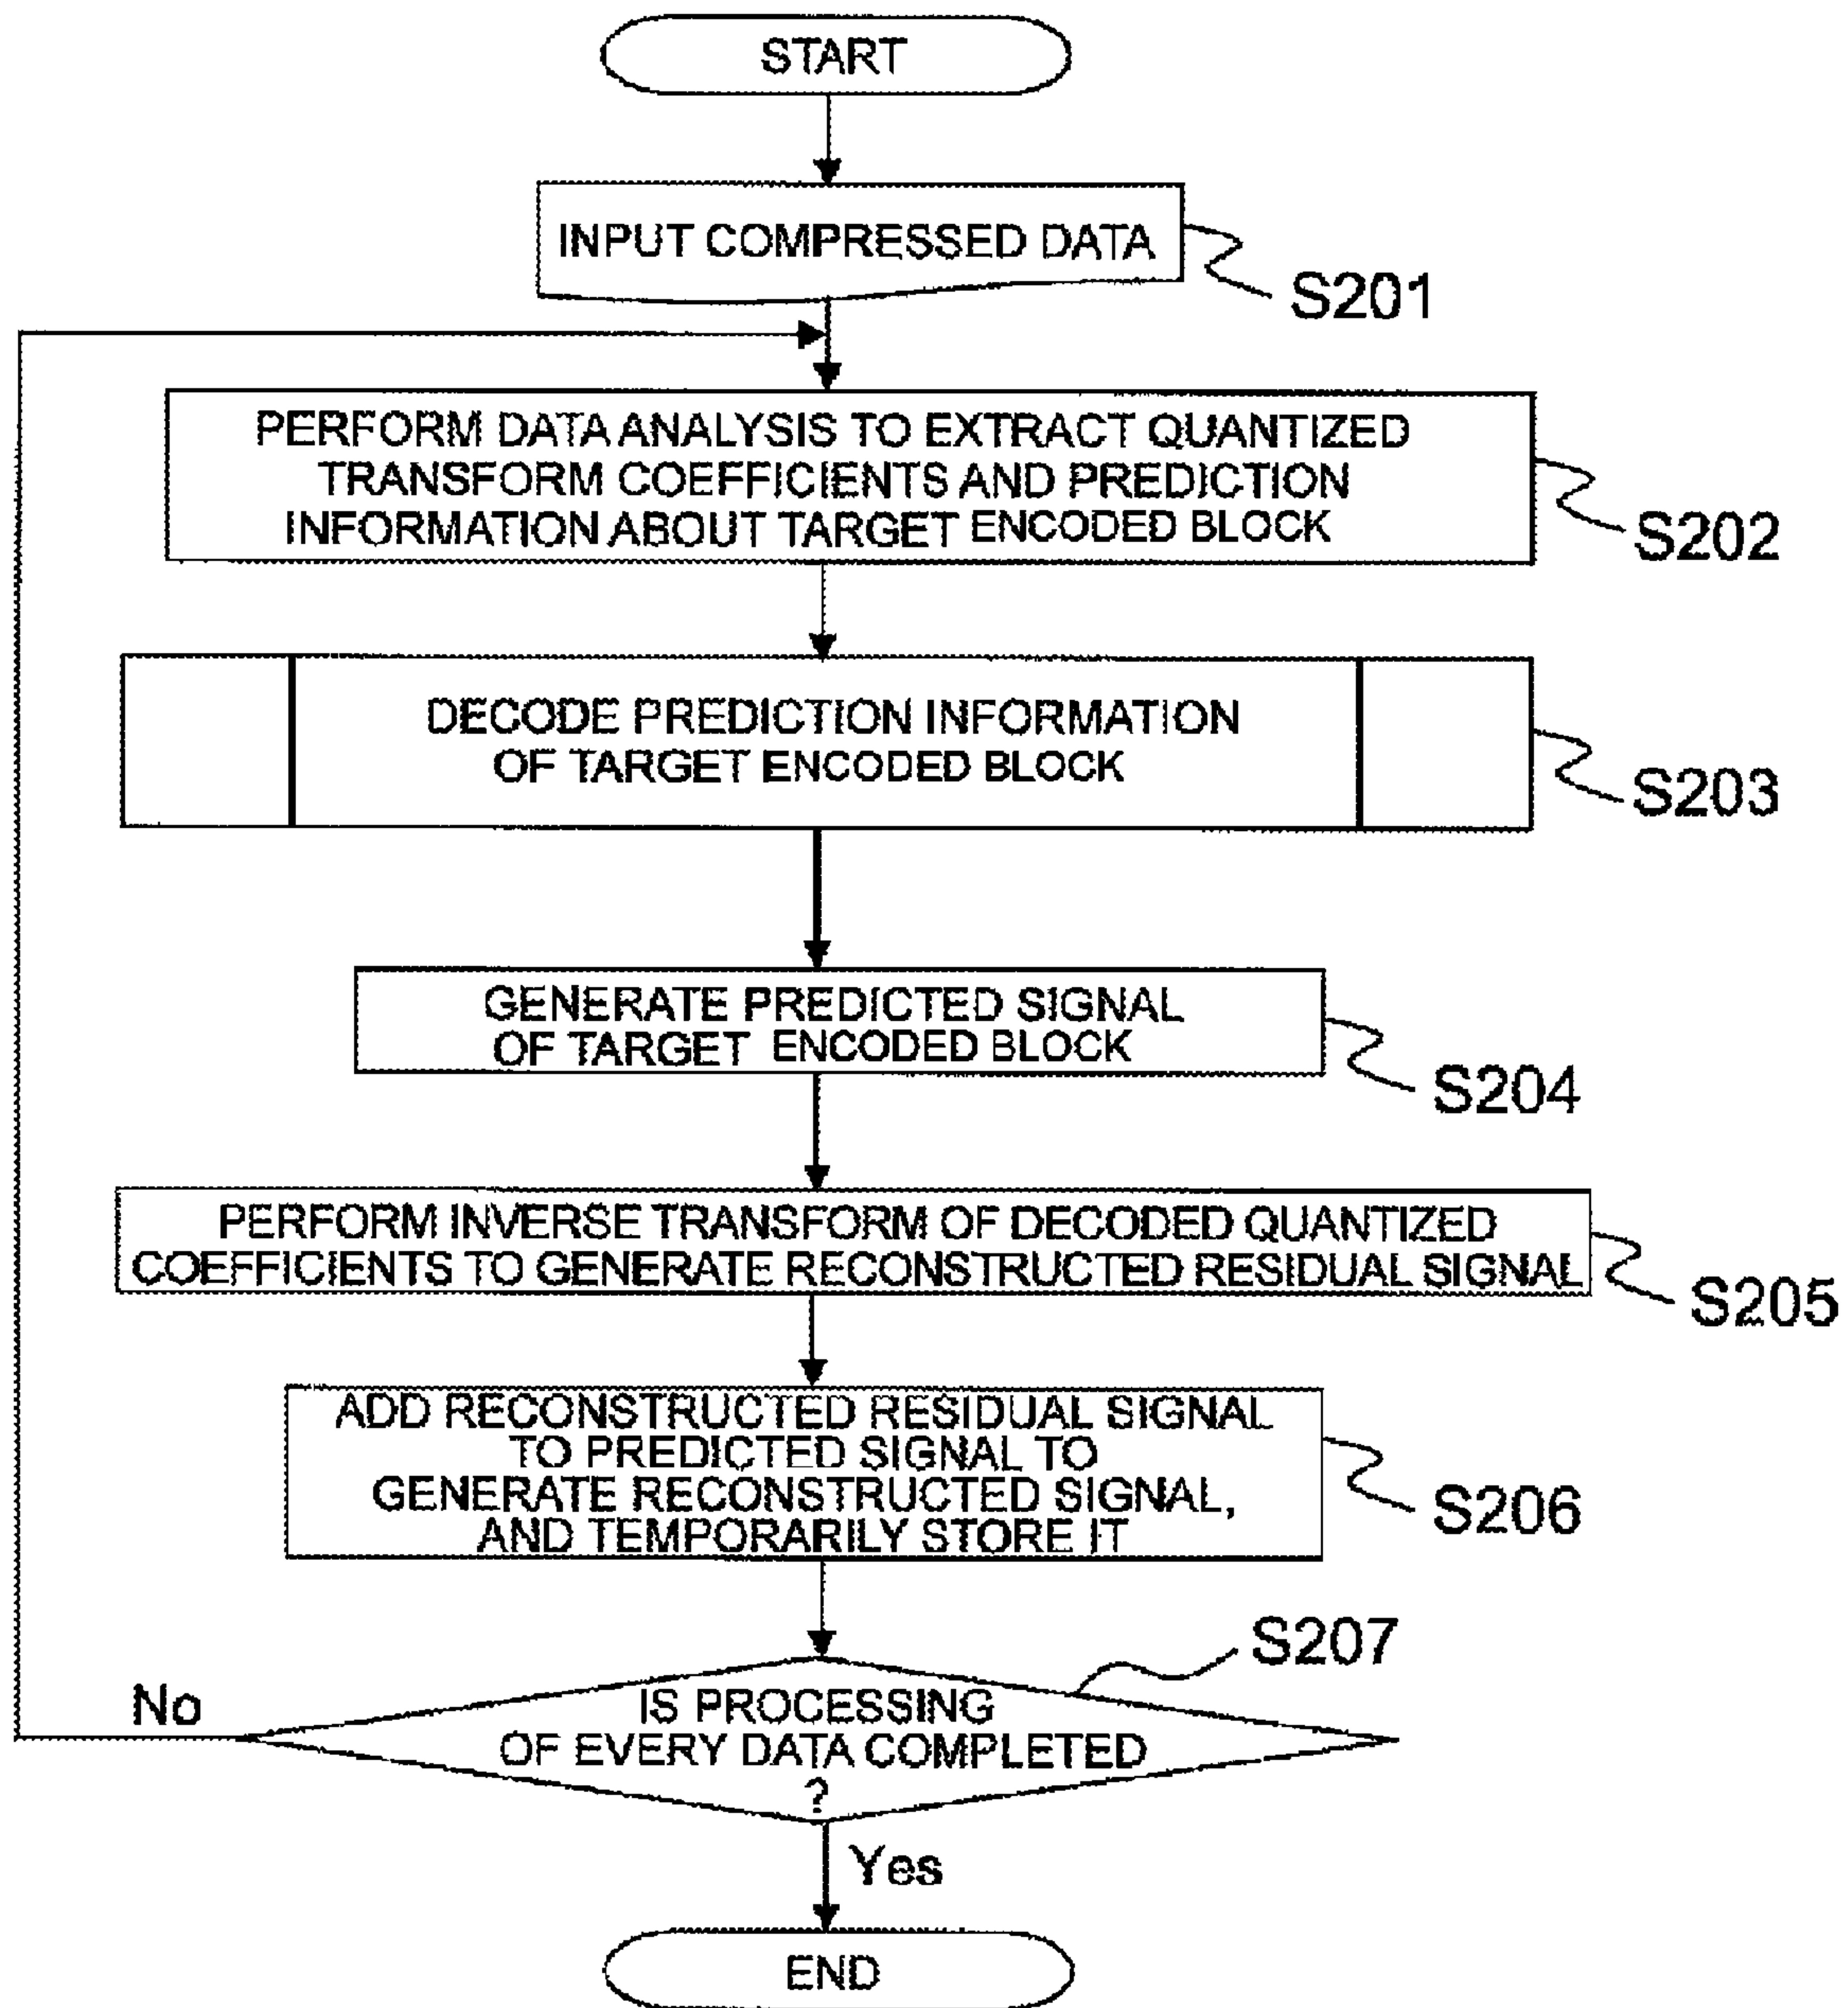 START
INPUT COMPRESSED DATA
S201
PERFORM DATA ANALYSIS TO EXTRACT QUANTIZED
TRANSFORM COEFFICIENTS AND PREDICTION
INFORMATION ABOUT TARGET ENCODED BLOCK
S202
DECODE PREDICTION INFORMATION
OF TARGET ENCODED BLOCK
S203
GENERATE PREDICTED SIGNAL
OF TARGET ENCODED BLOCK
S204
PERFORM INVERSE TRANSFORM OF DECODED QUANTIZED
COEFFICIENTS TO GENERATE RECONSTRUCTED RESIDUAL SIGNAL
S205
ADD RECONSTRUCTED RESIDUAL SIGNAL
TO PREDICTED SIGNAL TO
GENERATE RECONSTRUCTED SIGNAL,
AND TEMPORARILY STORE IT
S206
S207
No
IS PROCESSING
OF EVERY DATA COMPLETED
?
Yes
END